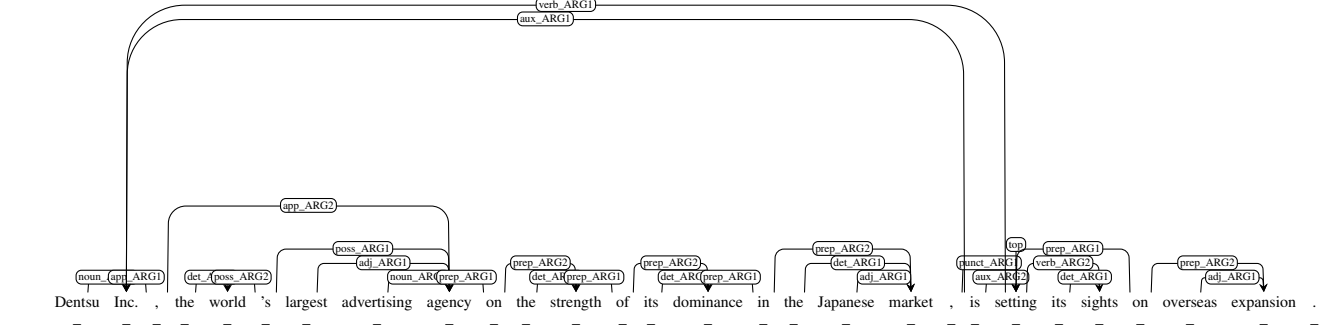 verb_ARG1
aux_ARG1
app_ARG2
top
poss_ARG1 prep_ARG2 prep_ARG1
adj_ARG1 prep_ARG2 prep_ARG2 det_ARG1 punct_ARG1 verb_ARG2 prep_ARG2
app_ARG1 poss_ARG2 prep_ARG1 prep_ARG1 prep_ARG1 adj_ARG1 aux_ARG2 det_ARG1 adj_ARG1
Dentsu Inc. , the world 's largest advertising agency on the strength of its dominance in the Japanese market , is setting its sights on overseas expansion .